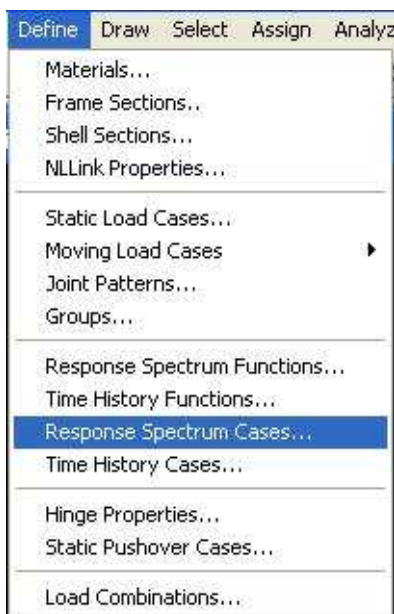 Define Draw Select Assign Analyz
Materials...
Frame Sections..
Shell Sections...
NLLink Properties...
Static Load Cases...
Moving Load Cases
Joint Patterns...
Groups...
Response Spectrum Functions...
Time History Functions...
Response Spectrum Cases...
Time History Cases...
Hinge Properties...
Static Pushover Cases...
Load Combinations...